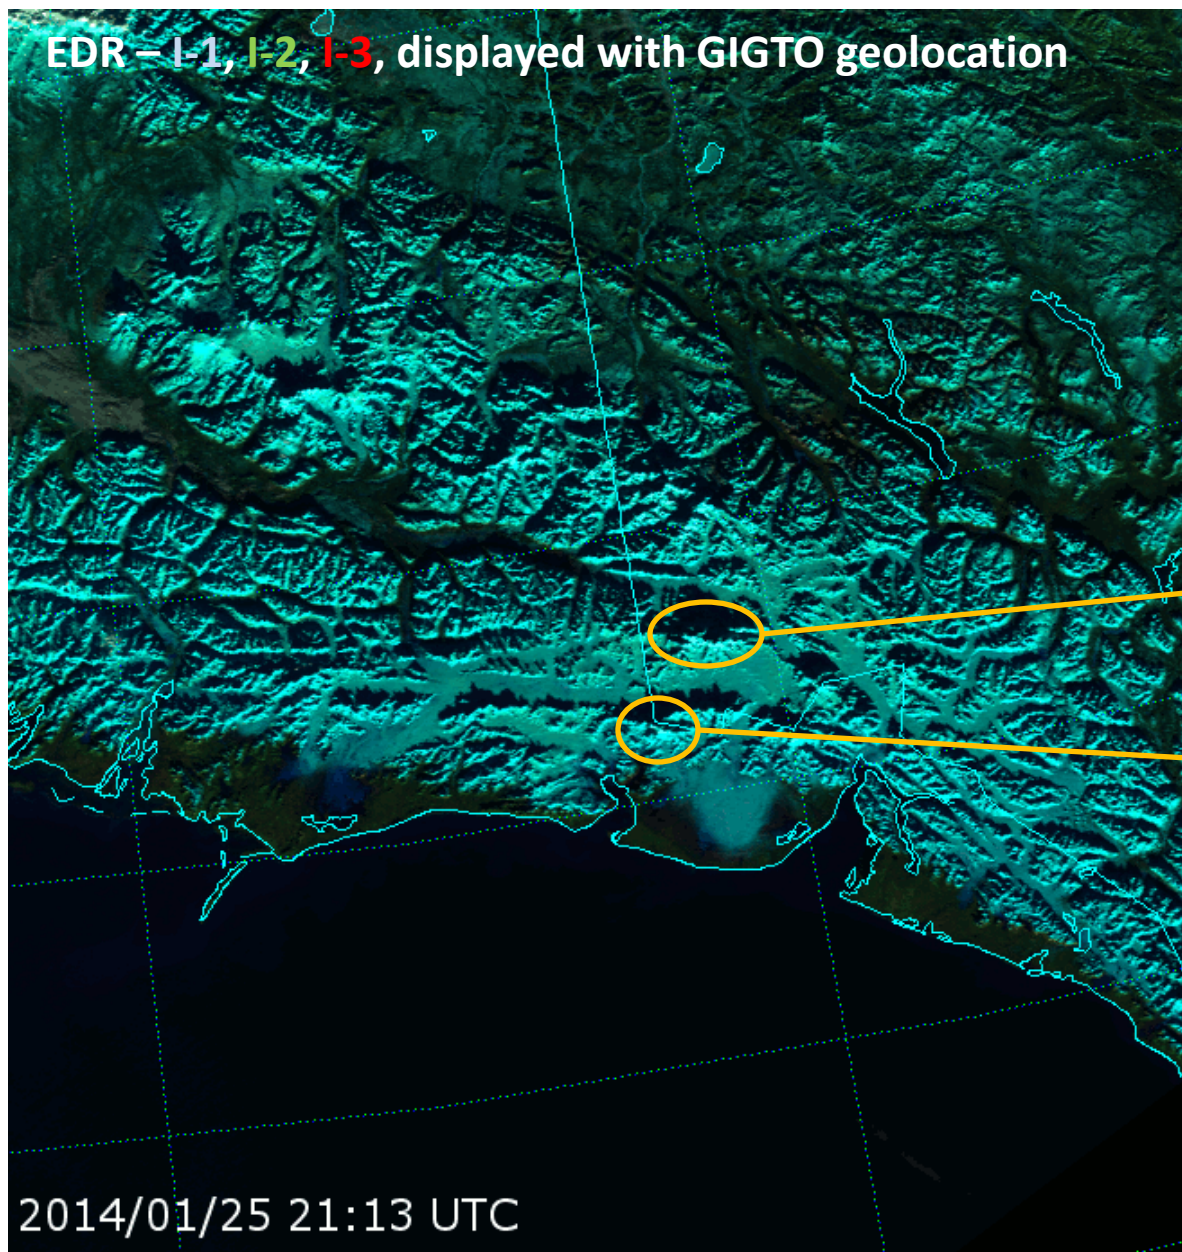 EDR – I-1, I-2, I-3, displayed with GIGTO geolocation
2014/01/25 21:13 UTC